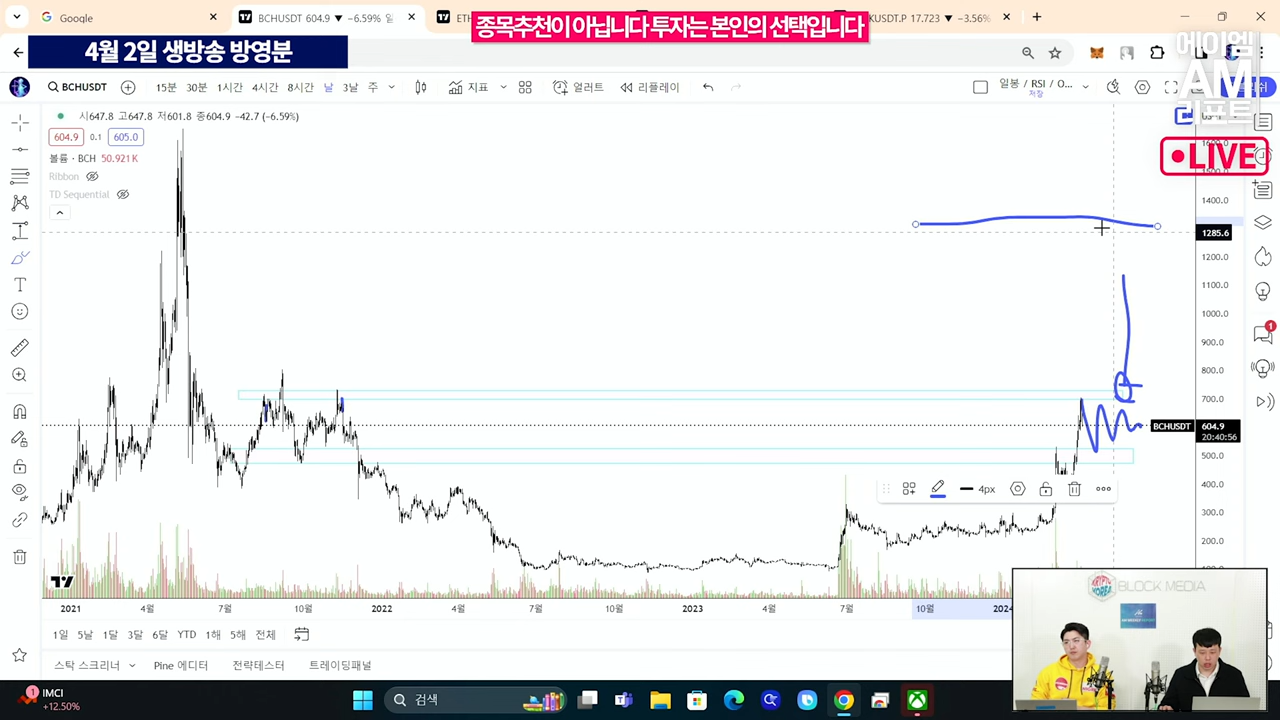 Google
BCHUSDT 604.9 ▼ −6.59% 일
ETH
KUSDT.P 17.723 ▼ −3.56%
종목추천이 아닙니다 투자는 본인의 선택입니다
4월 2일 생방송 방영분
에이엠
AM
리포트
LIVE
BCHUSDT
15분 30분 1시간 4시간 8시간 날 3날 주
지표
얼러트
리플레이
일봉 / RSI / O...
저장
시647.8 고647.8 저601.8 종604.9 −42.7 (−6.59%)
604.9 0.1 605.0
볼륨 · BCH 50.921K
Ribbon
TD Sequential
1400.0
1285.6
1200.0
1100.0
1000.0
900.0
800.0
700.0
BCHUSDT 604.9
20:40:56
500.0
400.0
300.0
200.0
4px
2021 4월 7월 10월 2022 4월 7월 10월 2023 4월 7월 10월 2024
1일 5날 1달 3달 6달 YTD 1해 5해 전체
스탁 스크리너
Pine 에디터
전략테스터
트레이딩패널
BLOCK MEDIA
1
IMCI
+12.50%
검색